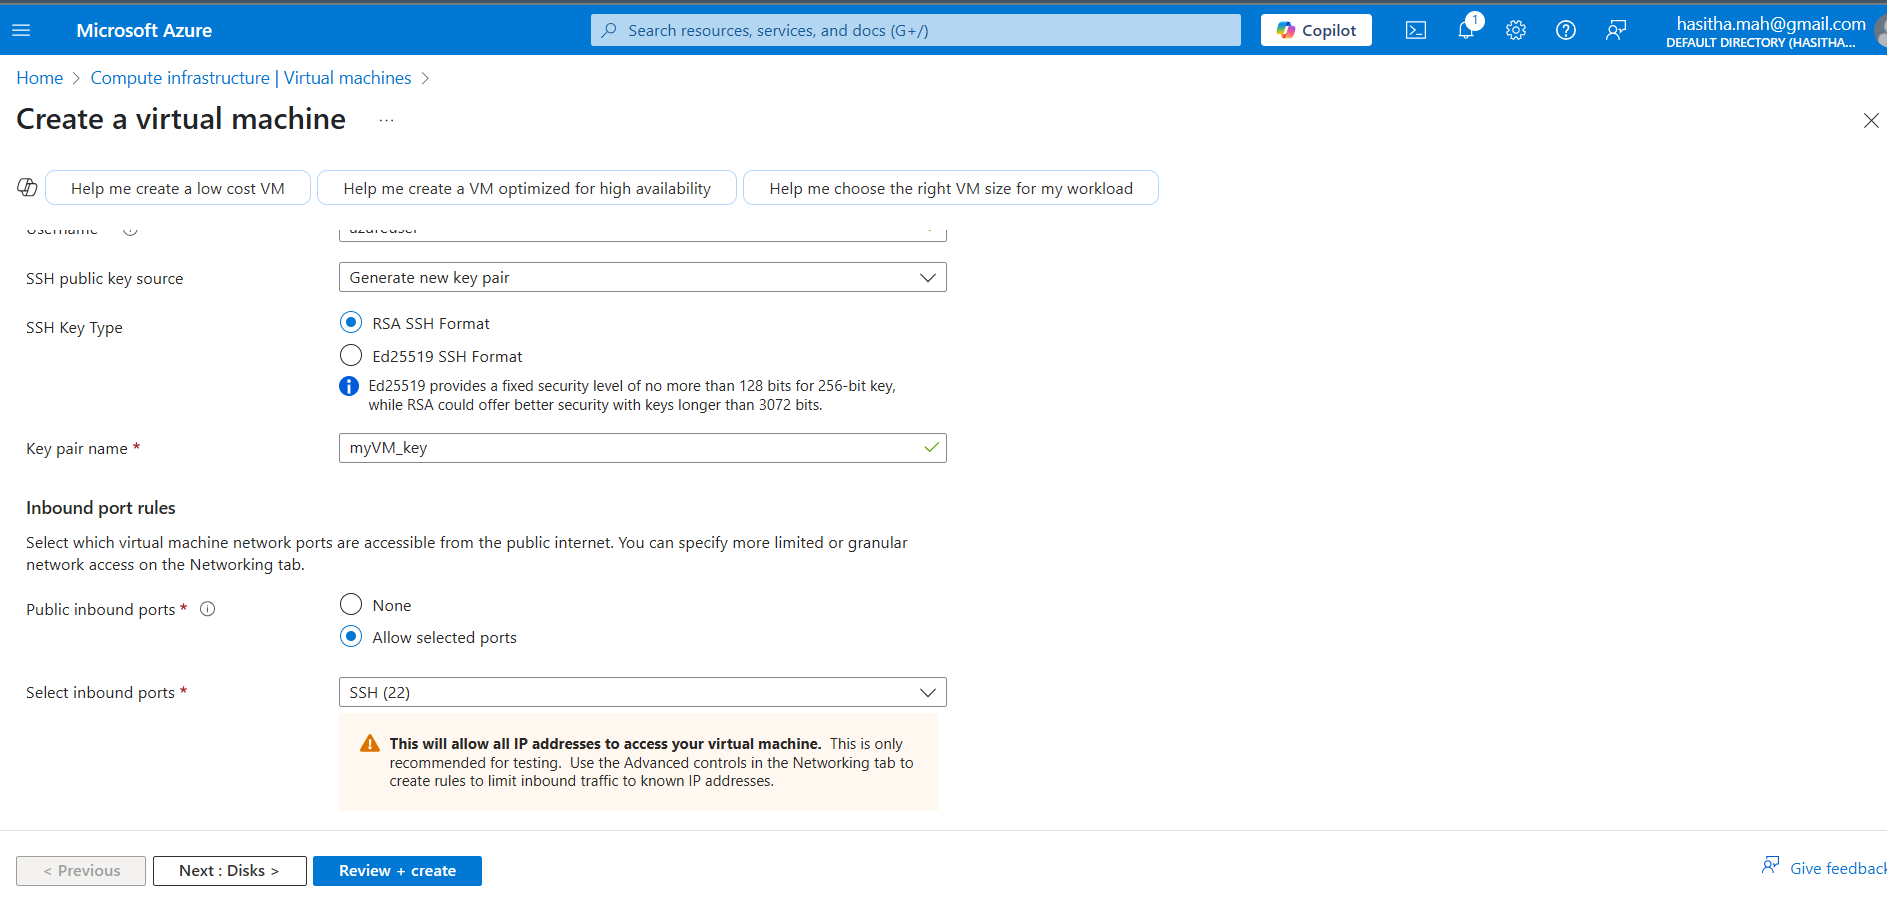 Microsoft Azure
Search resources, services, and docs (G+/)
Copilot
1
hasitha.mah@gmail.com
DEFAULT DIRECTORY (HASITHA...
Home > Compute infrastructure | Virtual machines >
Create a virtual machine ...
Help me create a low cost VM
Help me create a VM optimized for high availability
Help me choose the right VM size for my workload
Username
azureuser
SSH public key source
Generate new key pair
SSH Key Type
RSA SSH Format
Ed25519 SSH Format
Ed25519 provides a fixed security level of no more than 128 bits for 256-bit key,
while RSA could offer better security with keys longer than 3072 bits.
Key pair name *
myVM_key
Inbound port rules
Select which virtual machine network ports are accessible from the public internet. You can specify more limited or granular
network access on the Networking tab.
Public inbound ports *
None
Allow selected ports
Select inbound ports *
SSH (22)
This will allow all IP addresses to access your virtual machine. This is only
recommended for testing. Use the Advanced controls in the Networking tab to
create rules to limit inbound traffic to known IP addresses.
< Previous
Next : Disks >
Review + create
Give feedback